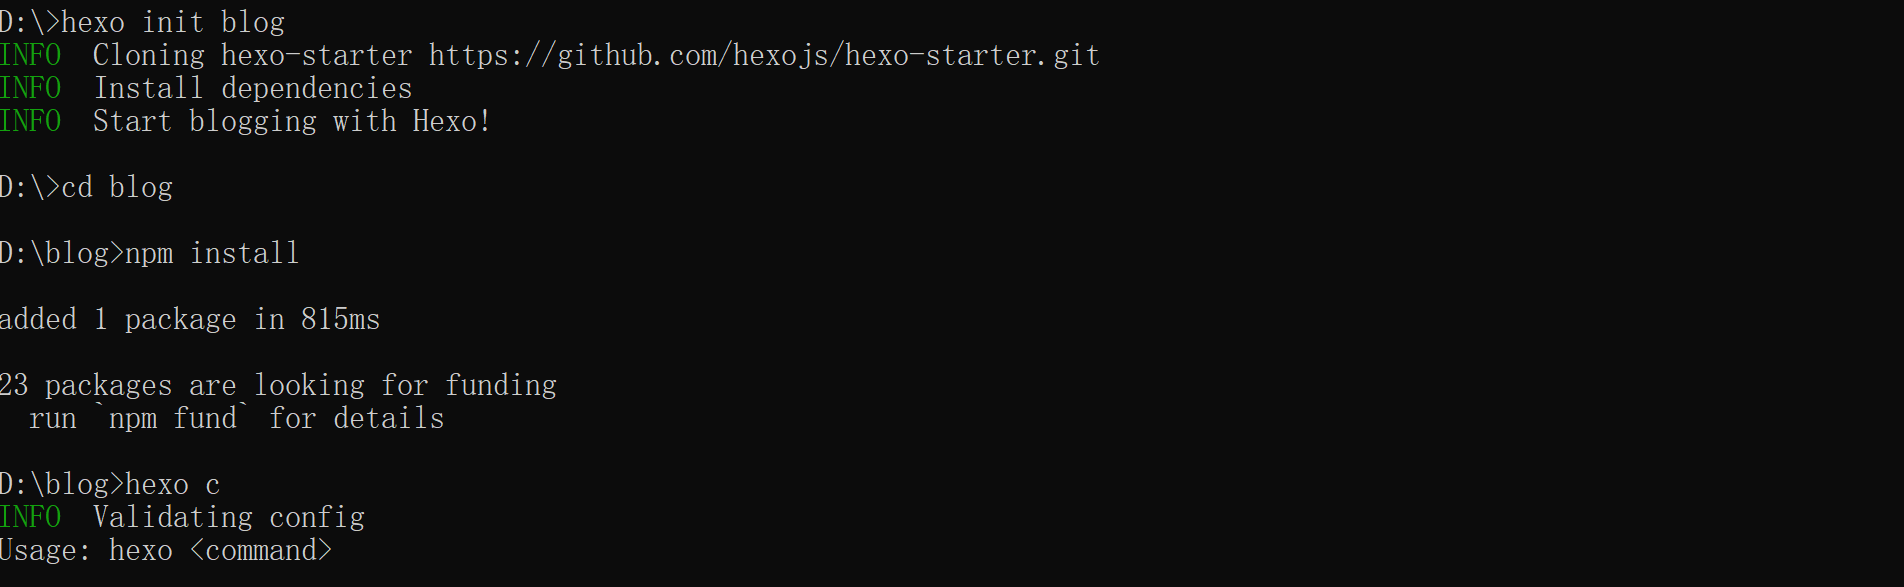 D:\>hexo init blog
INFO  Cloning hexo-starter https://github.com/hexojs/hexo-starter.git
INFO  Install dependencies
INFO  Start blogging with Hexo!
D:\>cd blog
D:\blog>npm install
added 1 package in 815ms
23 packages are looking for funding
  run `npm fund` for details
D:\blog>hexo c
INFO  Validating config
Usage: hexo <command>